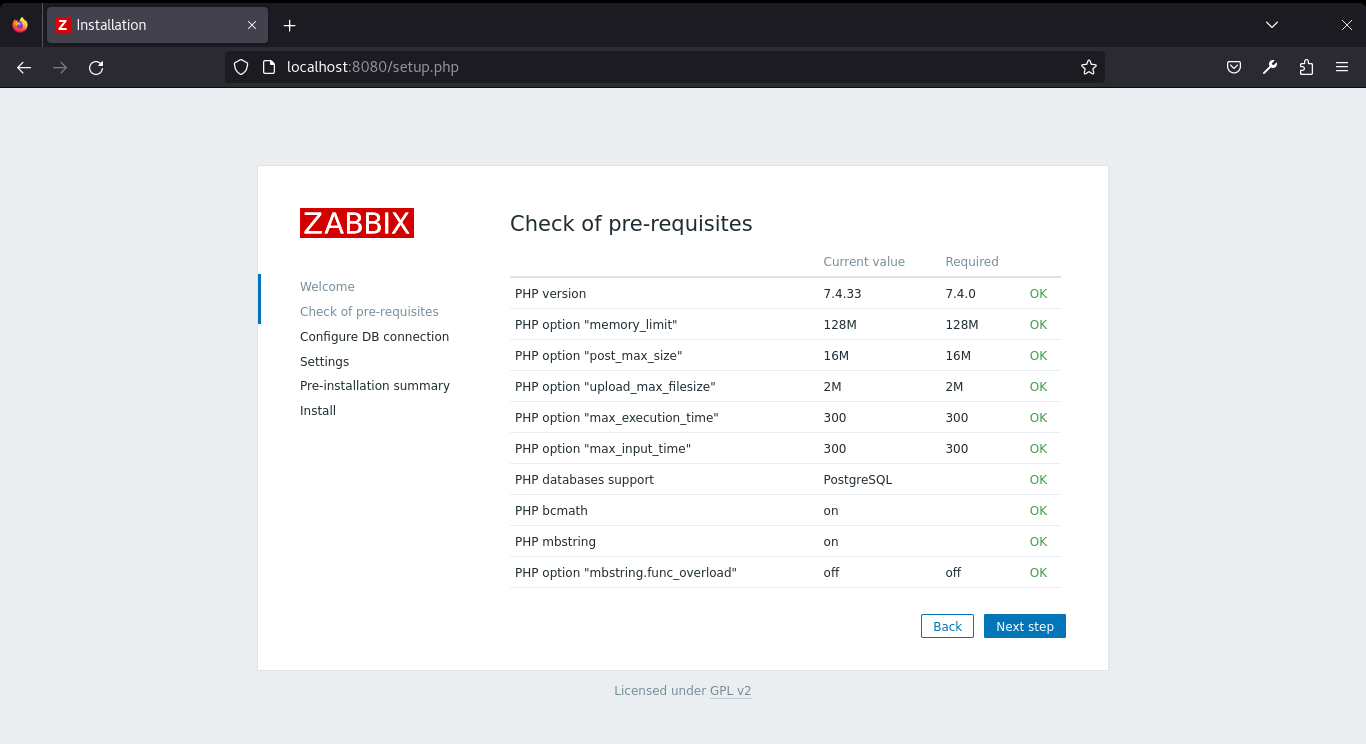 Installation
localhost:8080/setup.php
ZABBIX
Welcome
Check of pre-requisites
Configure DB connection
Settings
Pre-installation summary
Install
Check of pre-requisites
Current value Required
PHP version 7.4.33 7.4.0 OK
PHP option "memory_limit" 128M 128M OK
PHP option "post_max_size" 16M 16M OK
PHP option "upload_max_filesize" 2M 2M OK
PHP option "max_execution_time" 300 300 OK
PHP option "max_input_time" 300 300 OK
PHP databases support PostgreSQL OK
PHP bcmath on OK
PHP mbstring on OK
PHP option "mbstring.func_overload" off off OK
Back Next step
Licensed under GPL v2